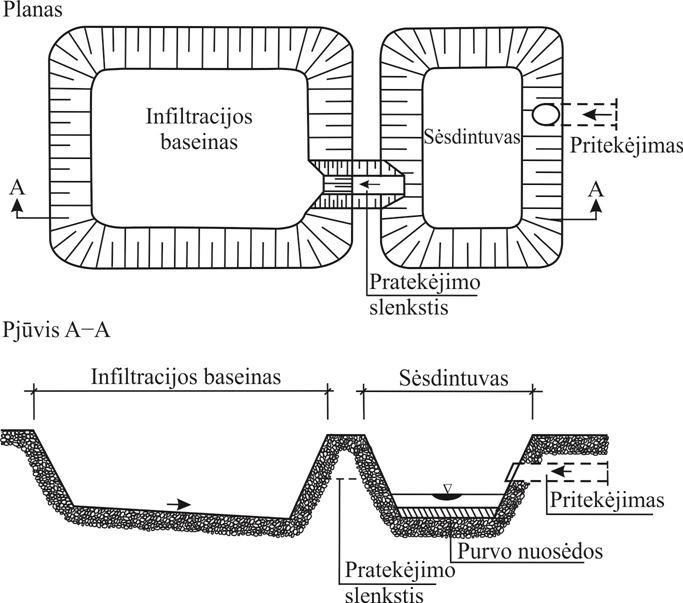 Planas
Infiltracijos
baseinas
Sėsdintuvas
Pritekėjimas
A
A
Pratekėjimo
slenkstis
Pjūvis A–A
Infiltracijos baseinas
Sėsdintuvas
Pritekėjimas
Purvo nuosėdos
Pratekėjimo
slenkstis